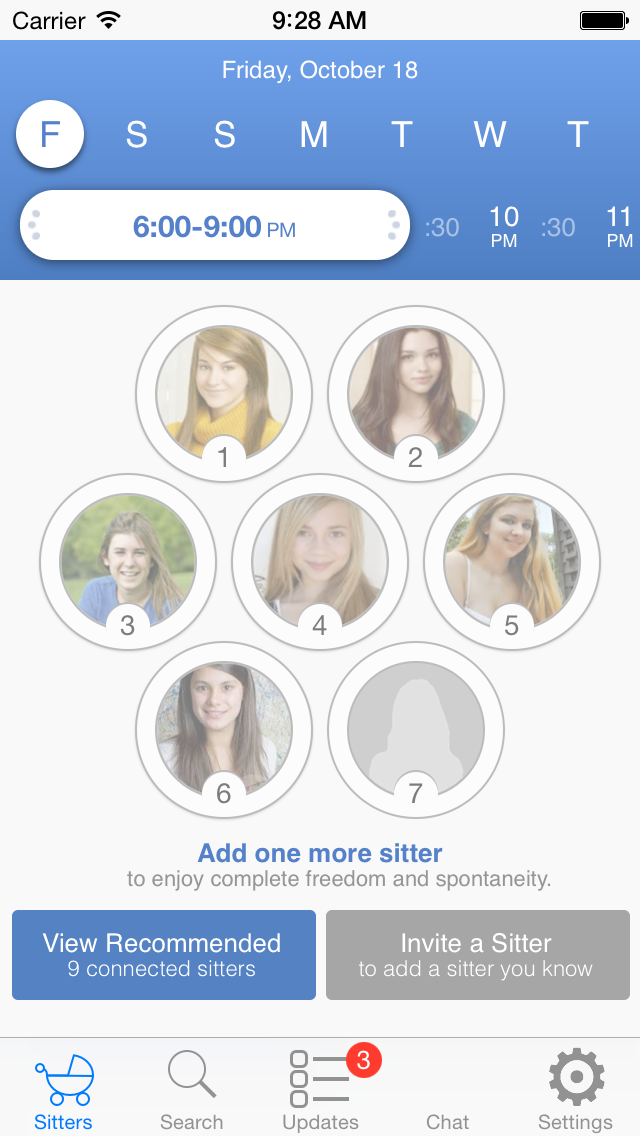 Carrier 9:28 AM
Friday, October 18
F S S M T W T
6:00-9:00 PM :30 10 PM :30 11 PM
1 2
3 4 5
6 7
Add one more sitter
to enjoy complete freedom and spontaneity.
View Recommended
9 connected sitters
Invite a Sitter
to add a sitter you know
3
Sitters Search Updates Chat Settings